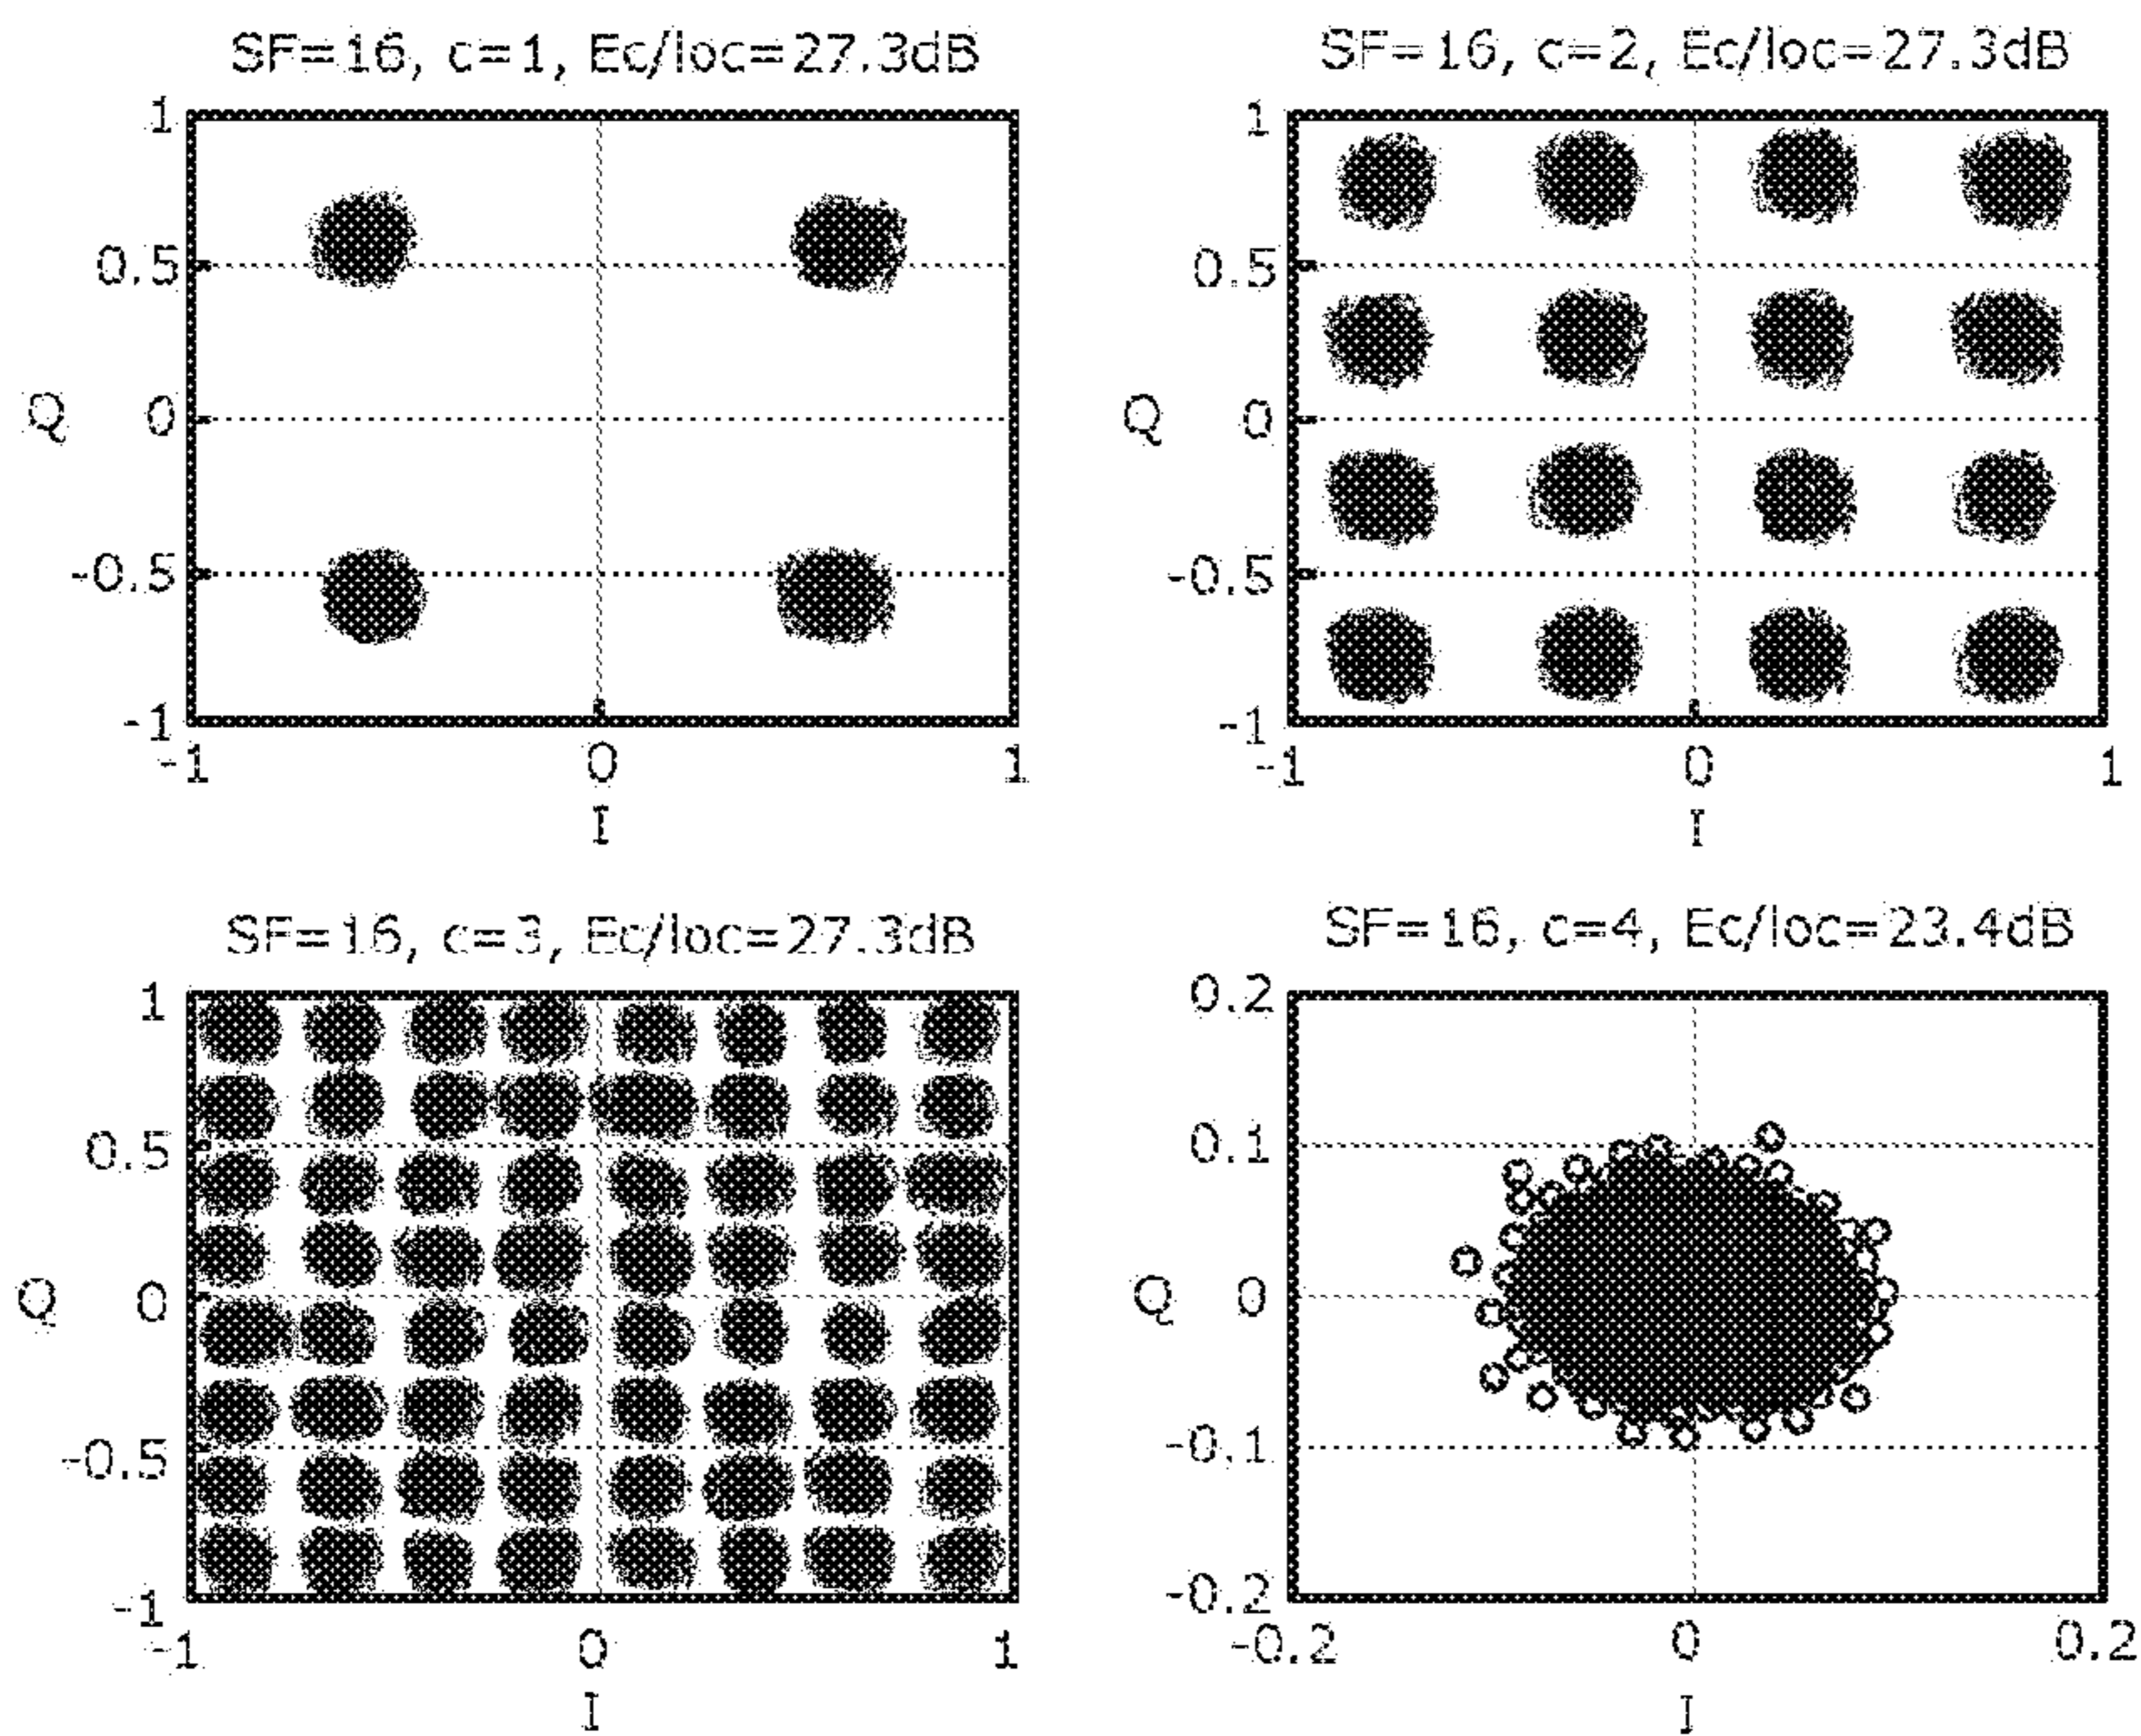 SF=16, c=1, Ec/Ioc=27.3dB
1
0.5
Q 0
-0.5
-1
-1 0 1
I
SF=16, c=2, Ec/Ioc=27.3dB
1
0.5
Q 0
-0.5
-1
-1 0 1
I
SF=16, c=3, Ec/Ioc=27.3dB
1
0.5
Q 0
-0.5
-1
-1 0 1
I
SF=16, c=4, Ec/Ioc=23.4dB
0.2
0.1
Q 0
-0.1
-0.2
-0.2 0 0.2
I